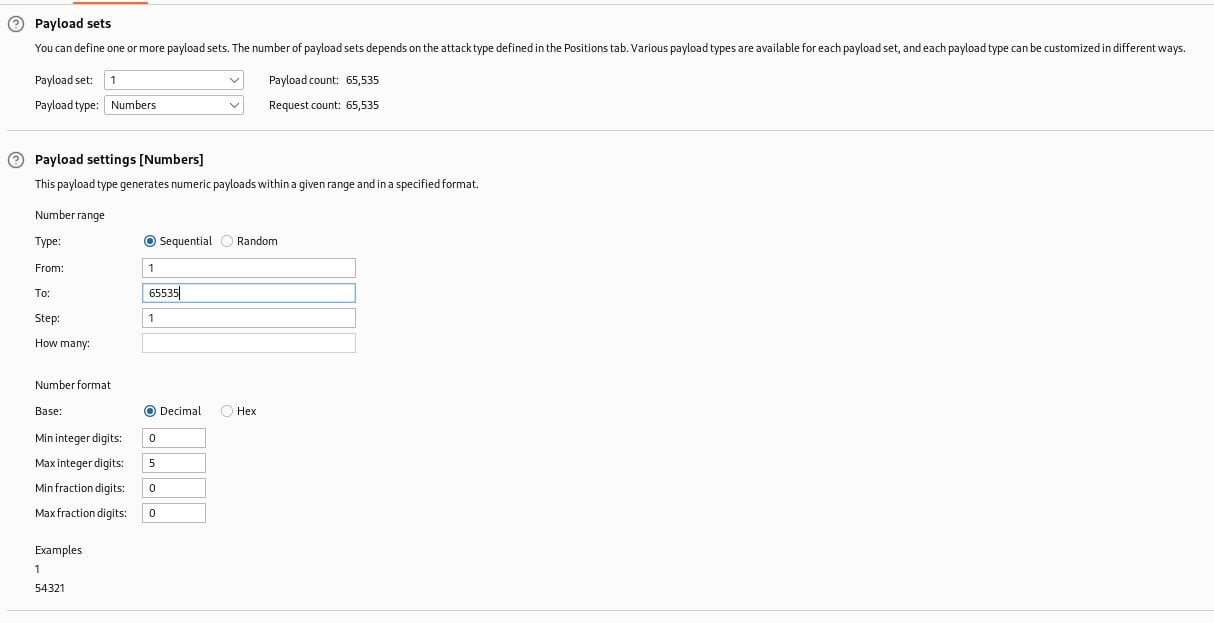 Payload sets
You can define one or more payload sets. The number of payload sets depends on the attack type defined in the Positions tab. Various payload types are available for each payload set, and each payload type can be customized in different ways.
Payload set: 1 Payload count: 65,535
Payload type: Numbers Request count: 65,535
Payload settings [Numbers]
This payload type generates numeric payloads within a given range and in a specified format.
Number range
Type: Sequential Random
From: 1
To: 65535
Step: 1
How many:
Number format
Base: Decimal Hex
Min integer digits: 0
Max integer digits: 5
Min fraction digits: 0
Max fraction digits: 0
Examples
1
54321